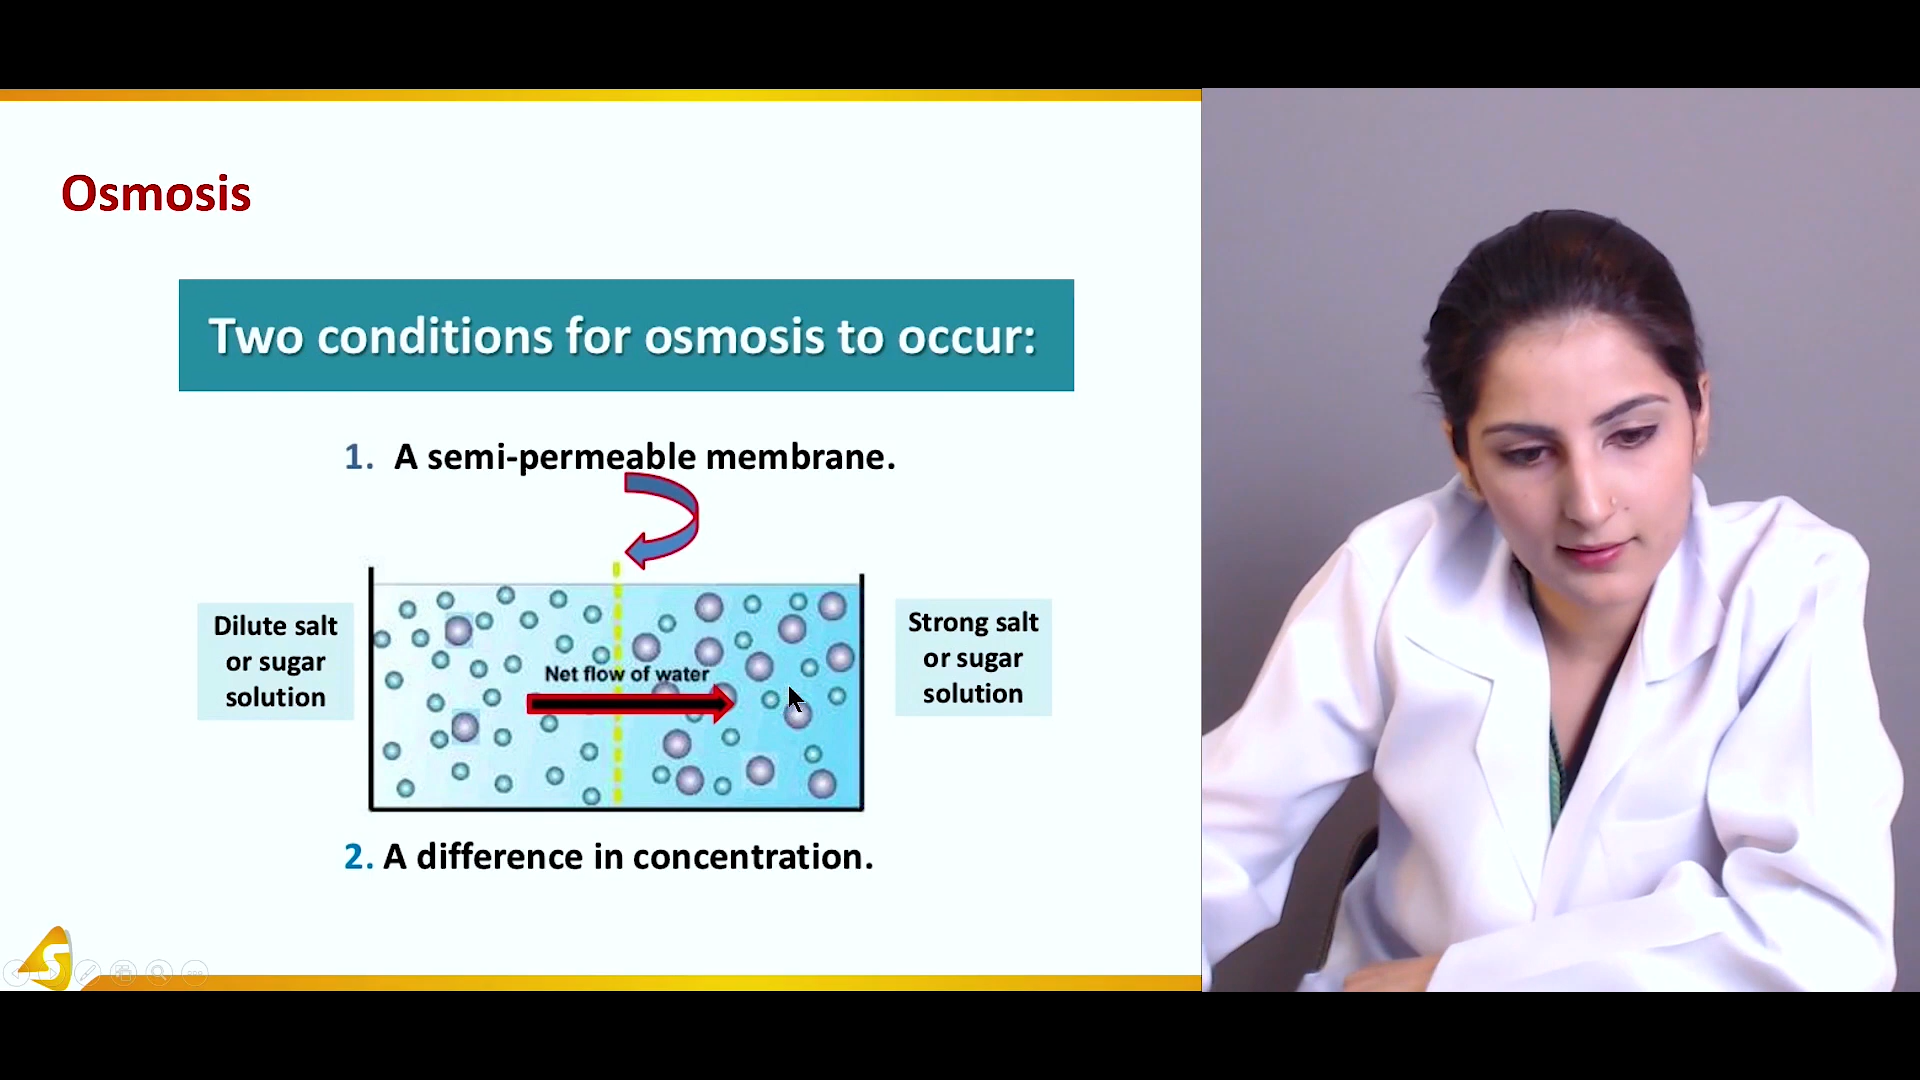 Osmosis
Two conditions for osmosis to occur:
1. A semi-permeable membrane.
Dilute salt
or sugar
solution
Net flow of water
Strong salt
or sugar
solution
2. A difference in concentration.
S